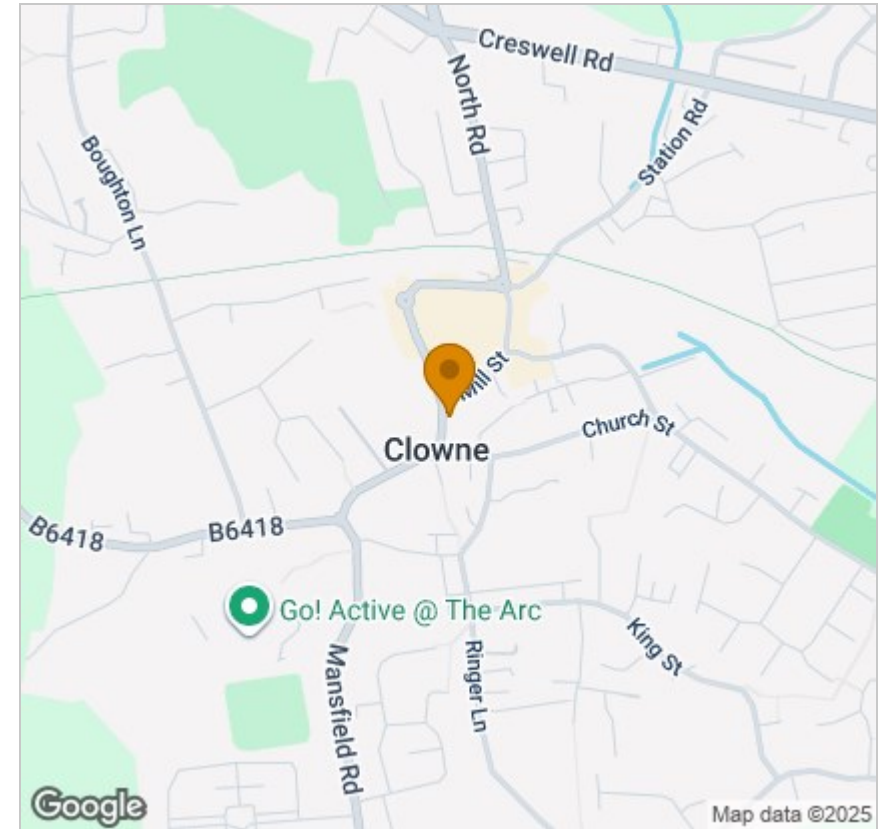 Creswell Rd
North Rd
Station Rd
Boughton Ln
Mill St
Church St
Clowne
B6418
B6418
Go! Active @ The Arc
King St
Ringer Ln
Mansfield Rd
Google
Map data ©2025